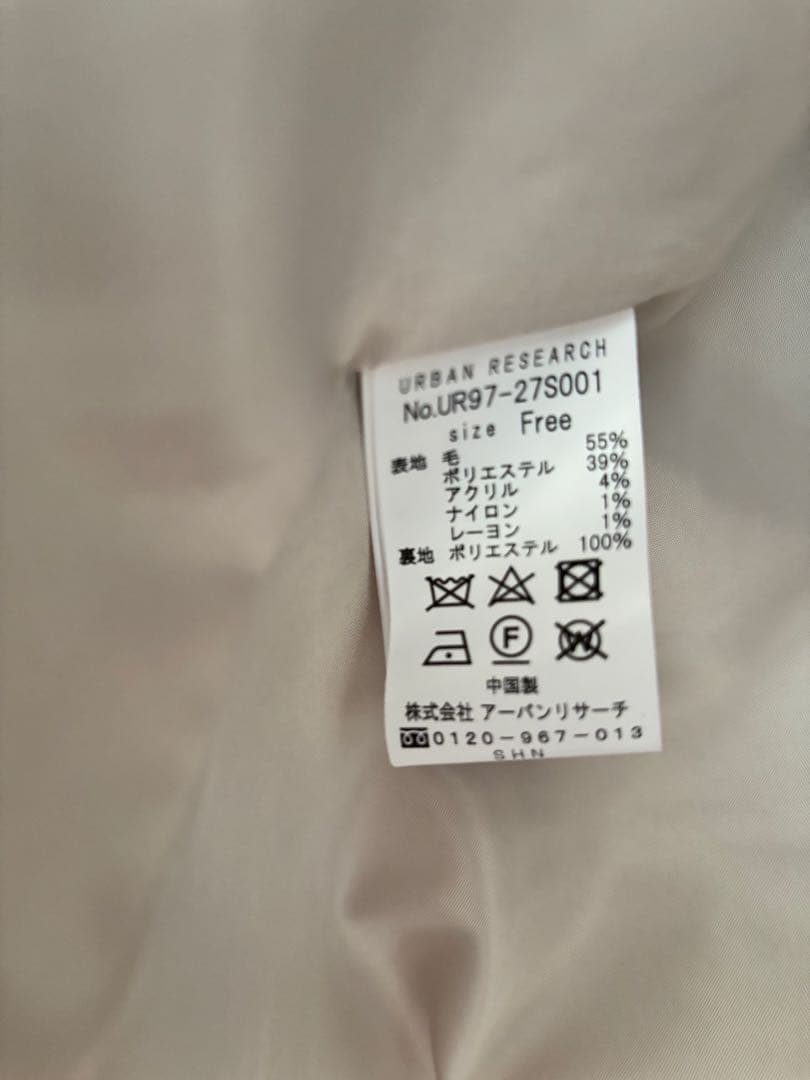 URBAN RESEARCH
No.UR97-27S001
size Free
表地 毛 55%
ポリエステル 39%
アクリル 4%
ナイロン 1%
レーヨン 1%
裏地 ポリエステル 100%
F W
中国製
株式会社 アーバンリサーチ
0120-967-013
SHN